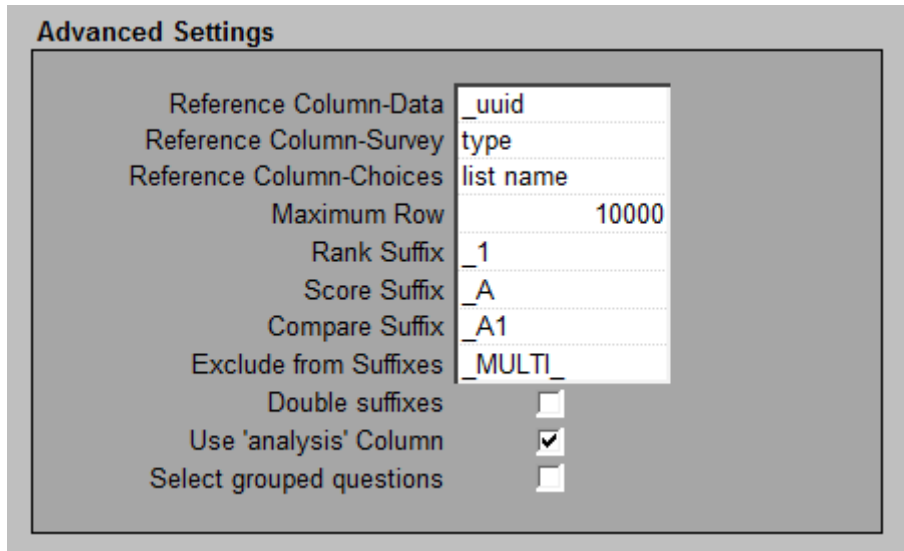 Advanced Settings
Reference Column-Data _uuid
Reference Column-Survey type
Reference Column-Choices list name
Maximum Row 10000
Rank Suffix _1
Score Suffix _A
Compare Suffix _A1
Exclude from Suffixes _MULTI_
Double suffixes
Use 'analysis' Column
Select grouped questions